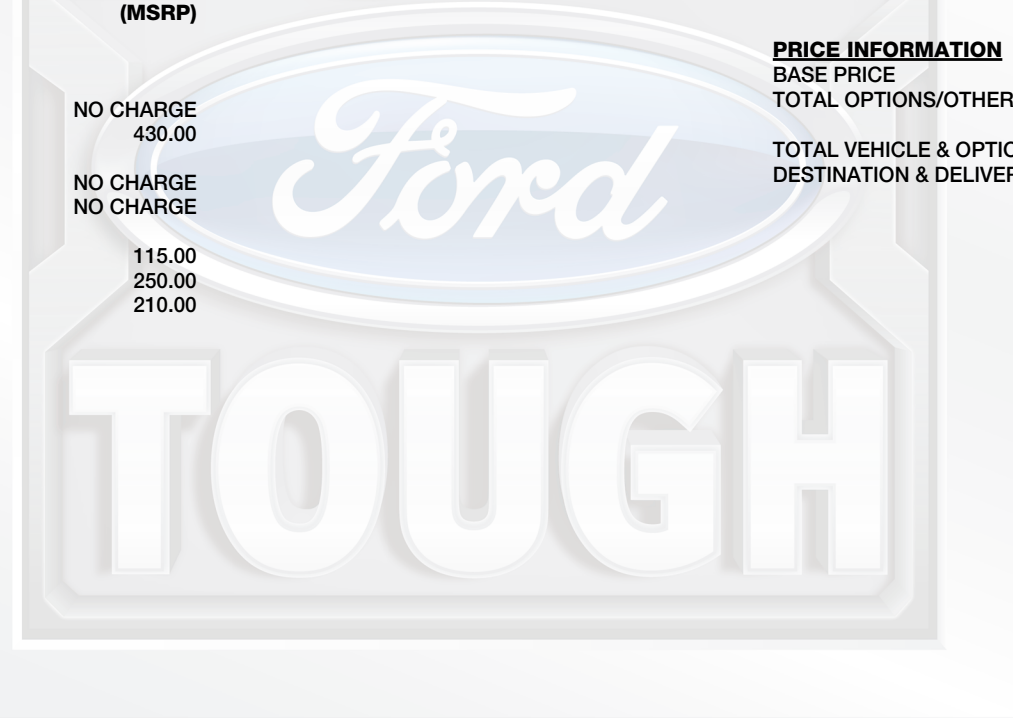 (MSRP)
NO CHARGE
430.00
NO CHARGE
NO CHARGE
115.00
250.00
210.00
PRICE INFORMATION
BASE PRICE
TOTAL OPTIONS/OTHER
TOTAL VEHICLE & OPTIO
DESTINATION & DELIVER
Ford
TOUGH